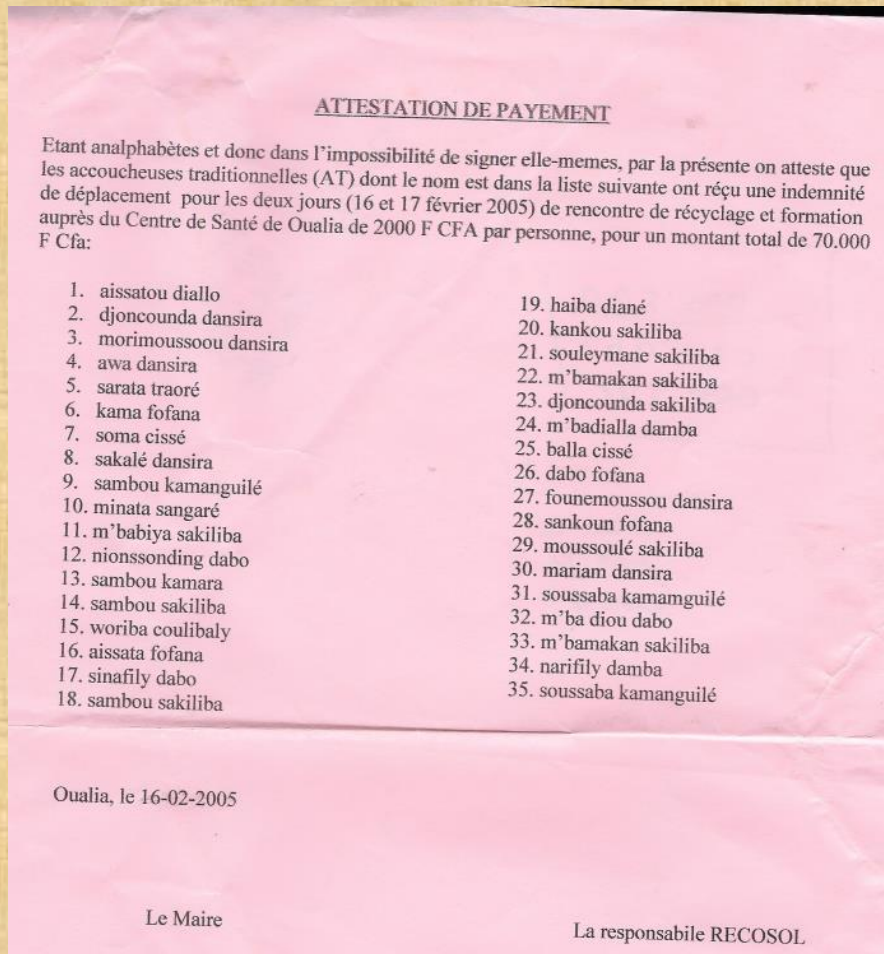 ATTESTATION DE PAYEMENT
Etant analphabètes et donc dans l'impossibilité de signer elle-memes, par la présente on atteste que
les accoucheuses traditionnelles (AT) dont le nom est dans la liste suivante ont réçu une indemnité
de déplacement pour les deux jours (16 et 17 février 2005) de rencontre de récyclage et formation
auprès du Centre de Santé de Oualia de 2000 F CFA par personne, pour un montant total de 70.000
F Cfa:
1. aissatou diallo
2. djoncounda dansira
3. morimoussoou dansira
4. awa dansira
5. sarata traoré
6. kama fofana
7. soma cissé
8. sakalé dansira
9. sambou kamanguilé
10. minata sangaré
11. m'babiya sakiliba
12. nionssonding dabo
13. sambou kamara
14. sambou sakiliba
15. woriba coulibaly
16. aissata fofana
17. sinafily dabo
18. sambou sakiliba
19. haiba diané
20. kankou sakiliba
21. souleymane sakiliba
22. m'bamakan sakiliba
23. djoncounda sakiliba
24. m'badialla damba
25. balla cissé
26. dabo fofana
27. founemoussou dansira
28. sankoun fofana
29. moussoulé sakiliba
30. mariam dansira
31. soussaba kamamguilé
32. m'ba diou dabo
33. m'bamakan sakiliba
34. narifily damba
35. soussaba kamanguilé
Oualia, le 16-02-2005
Le Maire
La responsabile RECOSOL